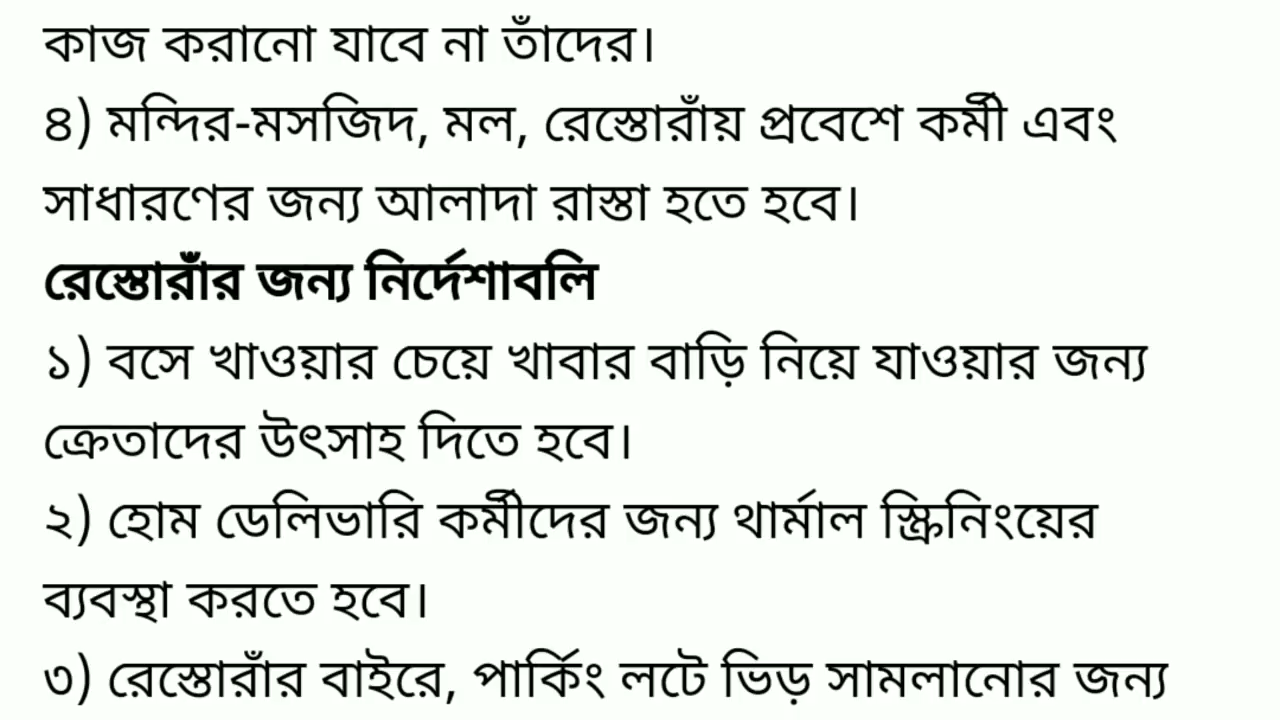 কাজ করানো যাবে না তাঁদের।
৪) মন্দির-মসজিদ, মল, রেস্তোরাঁয় প্রবেশে কর্মী এবং
সাধারণের জন্য আলাদা রাস্তা হতে হবে।
রেস্তোরাঁর জন্য নির্দেশাবলি
১) বসে খাওয়ার চেয়ে খাবার বাড়ি নিয়ে যাওয়ার জন্য
ক্রেতাদের উৎসাহ দিতে হবে।
২) হোম ডেলিভারি কর্মীদের জন্য থার্মাল স্ক্রিনিংয়ের
ব্যবস্থা করতে হবে।
৩) রেস্তোরাঁর বাইরে, পার্কিং লটে ভিড় সামলানোর জন্য